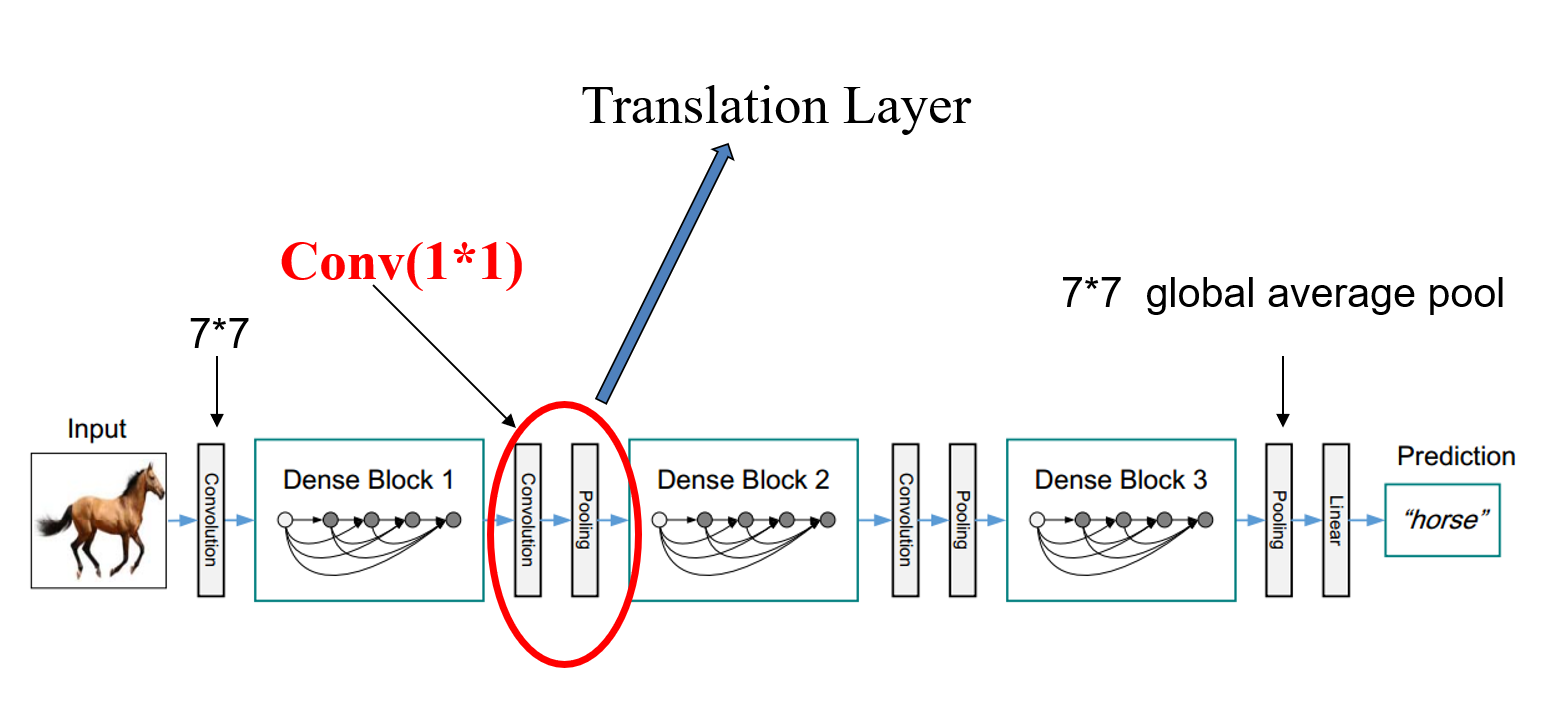 Translation Layer
Conv(1*1)
7*7  global average pool
7*7
Input
Prediction
Convolution
Dense Block 1
Convolution
Pooling
Dense Block 2
Convolution
Pooling
Dense Block 3
Pooling
Linear
“horse”